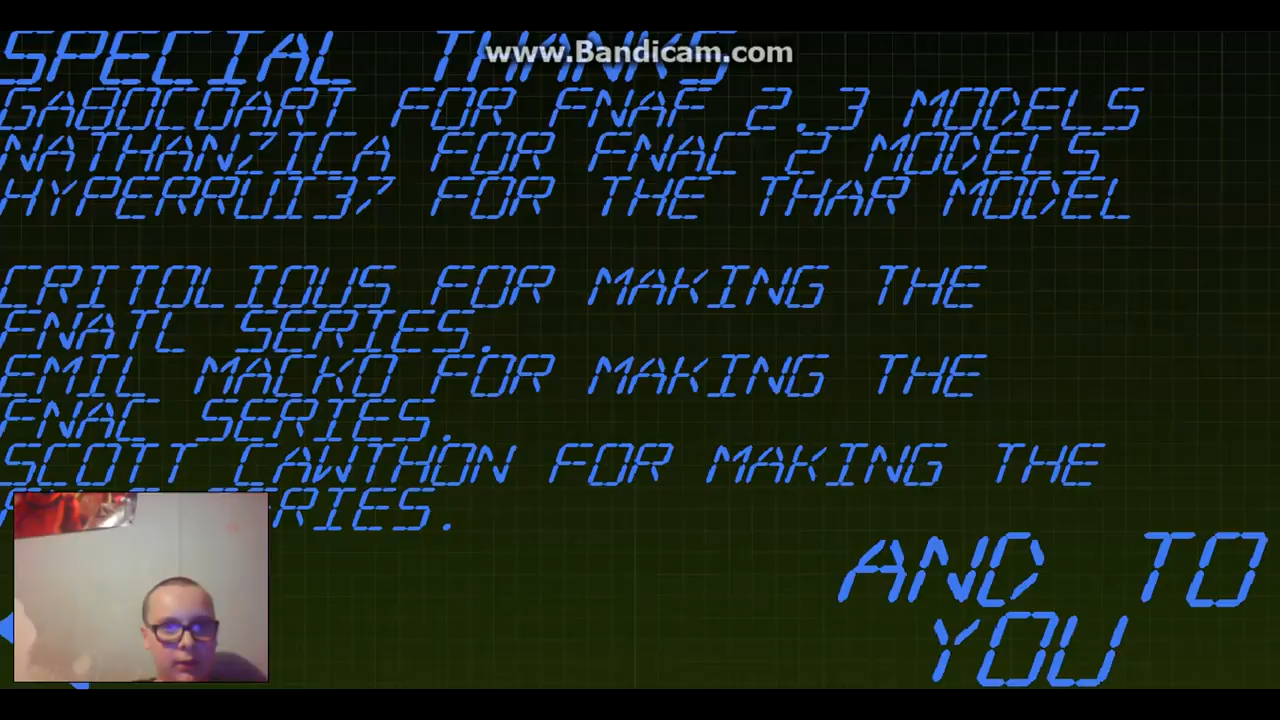 www.Bandicam.com
SPECIAL THANKS
GABOCOART FOR FNAF 2.3 MODELS
NATHANZICA FOR FNAC 2 MODELS
HYPERRUI37 FOR THE THAR MODEL
CRITOLIOUS FOR MAKING THE
FNATL SERIES.
EMIL MACKO FOR MAKING THE
FNAC SERIES.
SCOTT CAWTHON FOR MAKING THE
SERIES.
AND TO
YOU